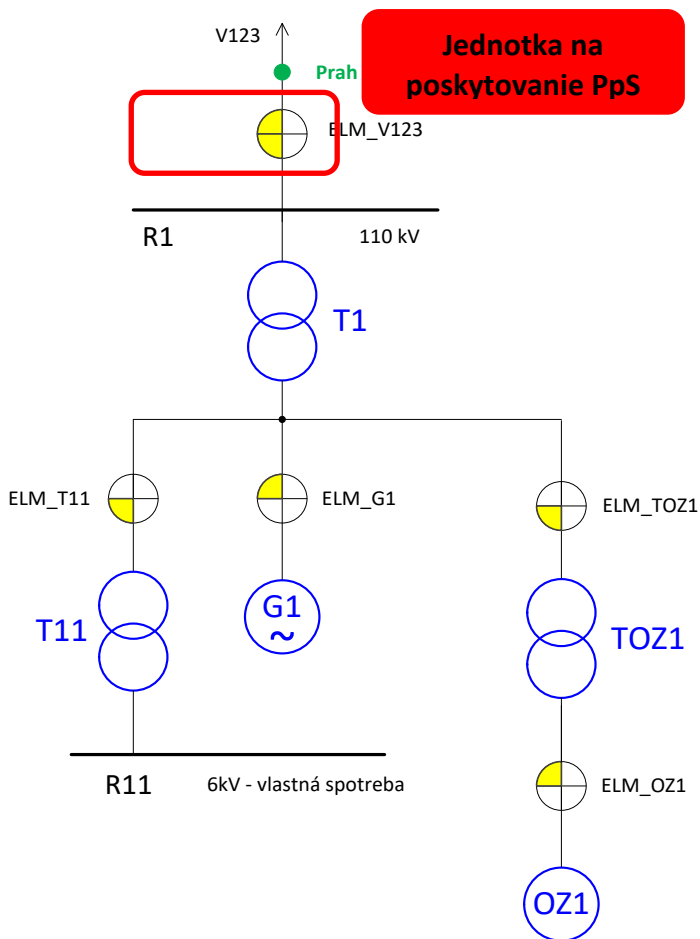 V123
Jednotka na
poskytovanie PpS
Prah
ELM_V123
R1
110 kV
T1
ELM_T11
ELM_G1
ELM_TOZ1
T11
G1
~
TOZ1
R11
6kV - vlastná spotreba
ELM_OZ1
OZ1